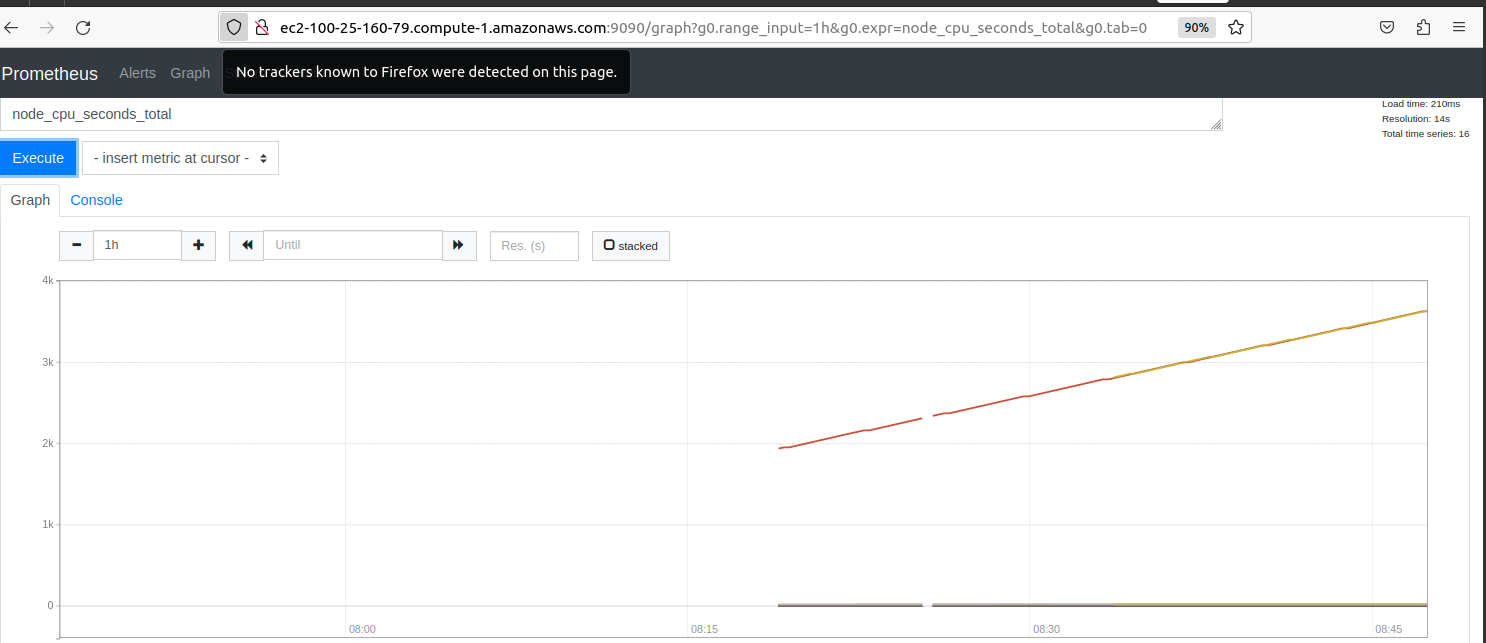 ec2-100-25-160-79.compute-1.amazonaws.com:9090/graph?g0.range_input=1h&g0.expr=node_cpu_seconds_total&g0.tab=0 90%
Prometheus Alerts Graph No trackers known to Firefox were detected on this page.
node_cpu_seconds_total
Load time: 210ms
Resolution: 14s
Total time series: 16
Execute - insert metric at cursor -
Graph Console
1h Until Res. (s) stacked
4k
3k
2k
1k
0
08:00 08:15 08:30 08:45